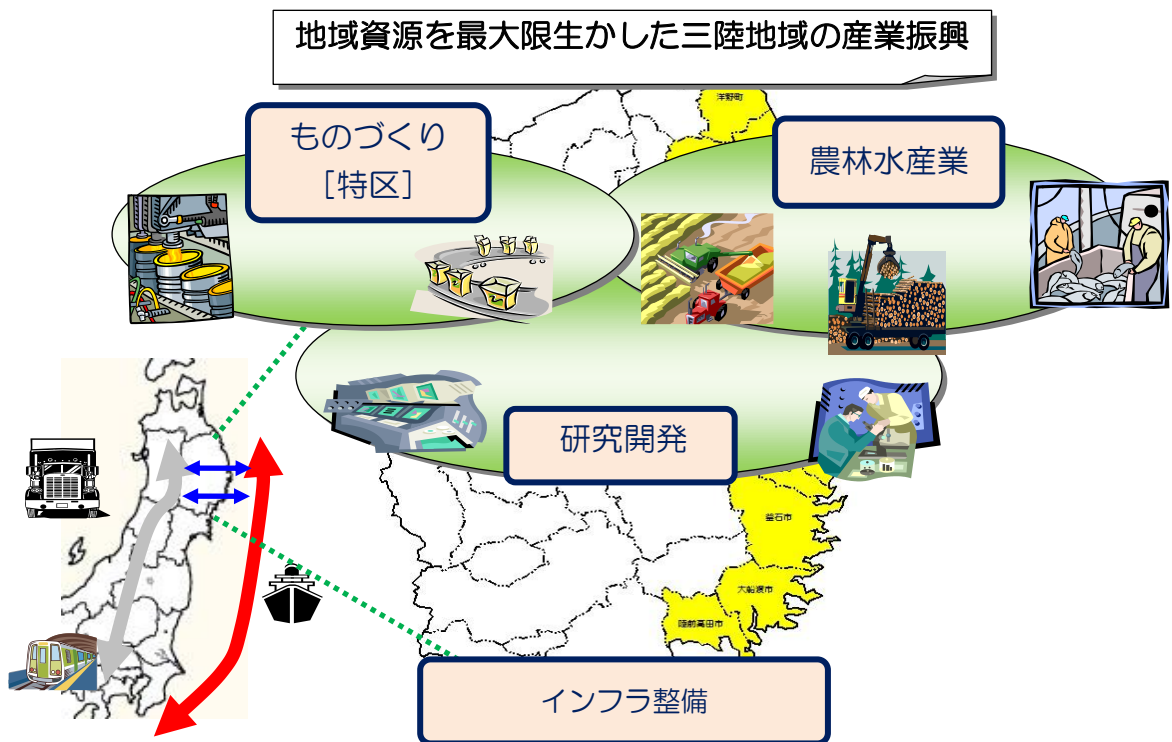 地域資源を最大限生かした三陸地域の産業振興
洋野町
ものづくり
［特区］
農林水産業
研究開発
釜石市
大船渡市
陸前高田市
インフラ整備